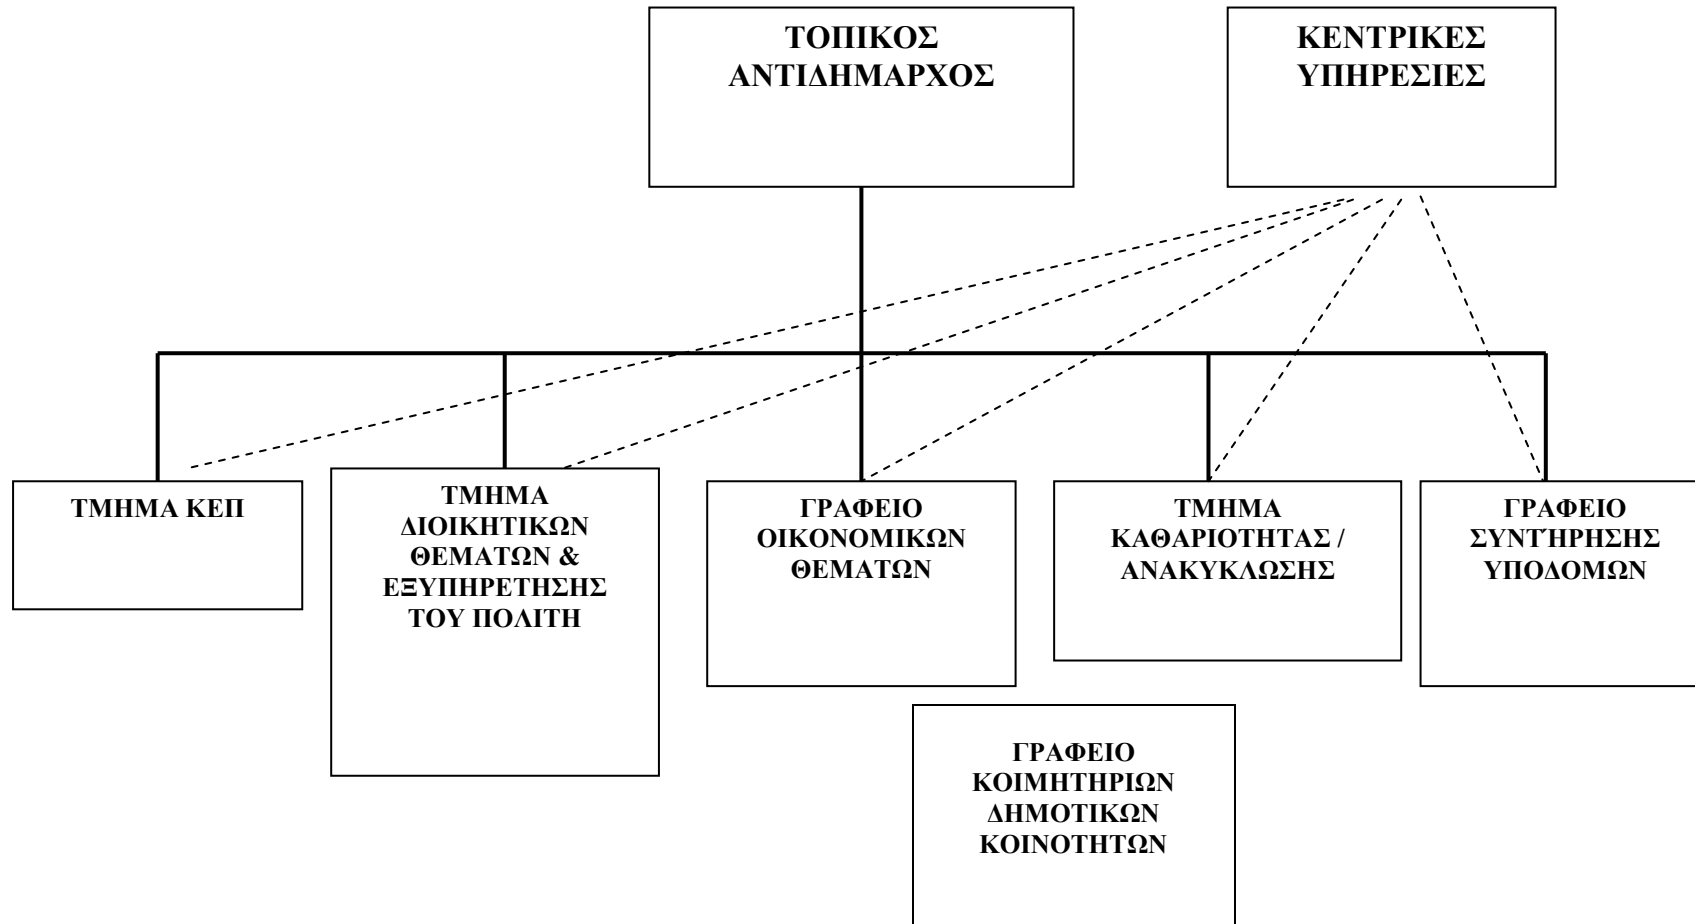 ΤΟΠΙΚΟΣ
ΑΝΤΙΔΗΜΑΡΧΟΣ
ΚΕΝΤΡΙΚΕΣ
ΥΠΗΡΕΣΙΕΣ
ΤΜΗΜΑ ΚΕΠ
ΤΜΗΜΑ
ΔΙΟΙΚΗΤΙΚΩΝ
ΘΕΜΑΤΩΝ &
ΕΞΥΠΗΡΕΤΗΣΗΣ
ΤΟΥ ΠΟΛΙΤΗ
ΓΡΑΦΕΙΟ
ΟΙΚΟΝΟΜΙΚΩΝ
ΘΕΜΑΤΩΝ
ΤΜΗΜΑ
ΚΑΘΑΡΙΟΤΗΤΑΣ /
ΑΝΑΚΥΚΛΩΣΗΣ
ΓΡΑΦΕΙΟ
ΣΥΝΤΉΡΗΣΗΣ
ΥΠΟΔΟΜΩΝ
ΓΡΑΦΕΙΟ
ΚΟΙΜΗΤΗΡΙΩΝ
ΔΗΜΟΤΙΚΩΝ
ΚΟΙΝΟΤΗΤΩΝ